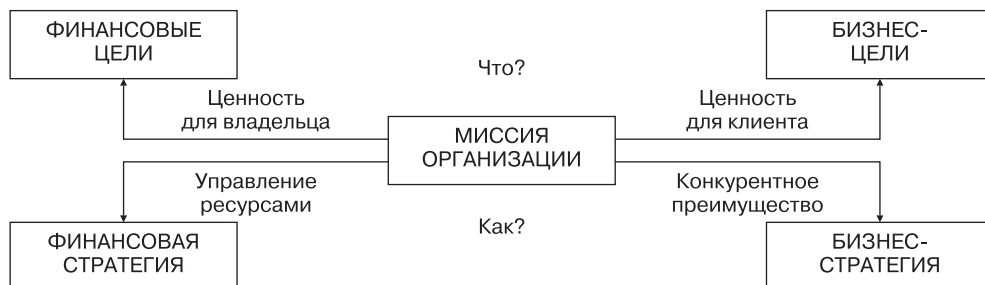 ФИНАНСОВЫЕ
ЦЕЛИ
Что?
БИЗНЕС-
ЦЕЛИ
Ценность
для владельца
Ценность
для клиента
МИССИЯ
ОРГАНИЗАЦИИ
Управление
ресурсами
Конкурентное
преимущество
ФИНАНСОВАЯ
СТРАТЕГИЯ
Как?
БИЗНЕС-
СТРАТЕГИЯ